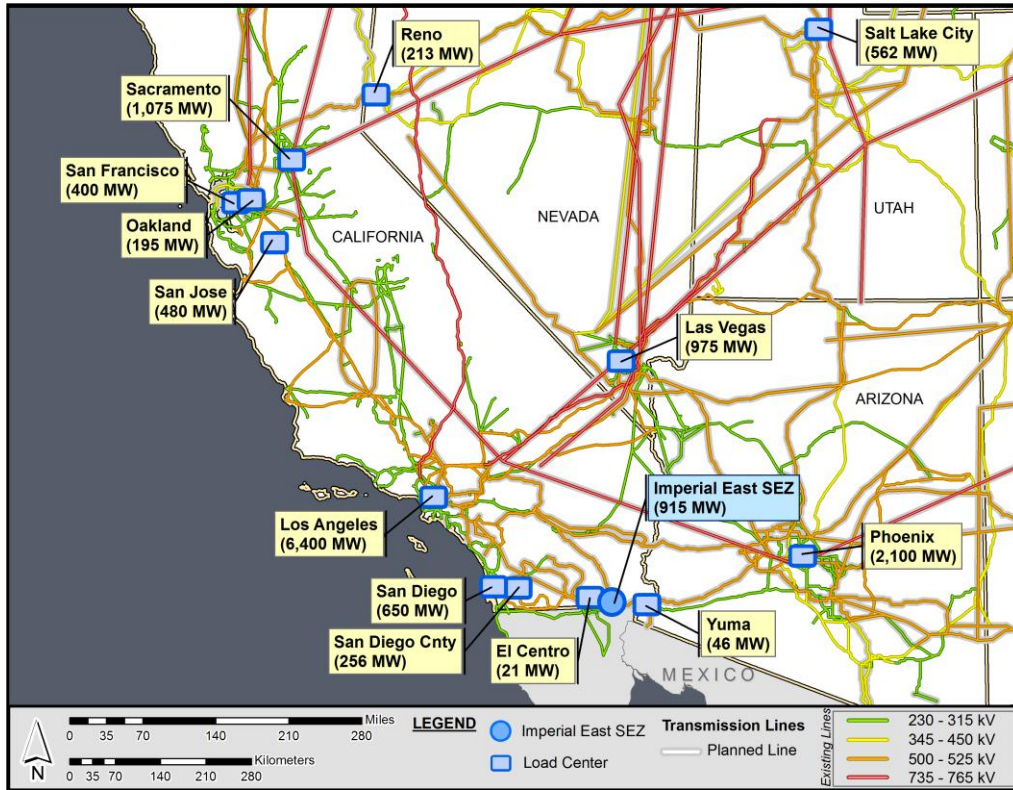 Reno
(213 MW)
Salt Lake City
(562 MW)
Sacramento
(1,075 MW)
San Francisco
(400 MW)
Oakland
(195 MW)
San Jose
(480 MW)
CALIFORNIA
NEVADA
UTAH
Las Vegas
(975 MW)
ARIZONA
Imperial East SEZ
(915 MW)
Los Angeles
(6,400 MW)
Phoenix
(2,100 MW)
San Diego
(650 MW)
San Diego Cnty
(256 MW)
El Centro
(21 MW)
Yuma
(46 MW)
MEXICO
N
Miles
0 35 70 140 210 280
Kilometers
0 35 70 140 210 280
LEGEND
Imperial East SEZ
Load Center
Transmission Lines
Planned Line
Existing Lines
230 - 315 kV
345 - 450 kV
500 - 525 kV
735 - 765 kV